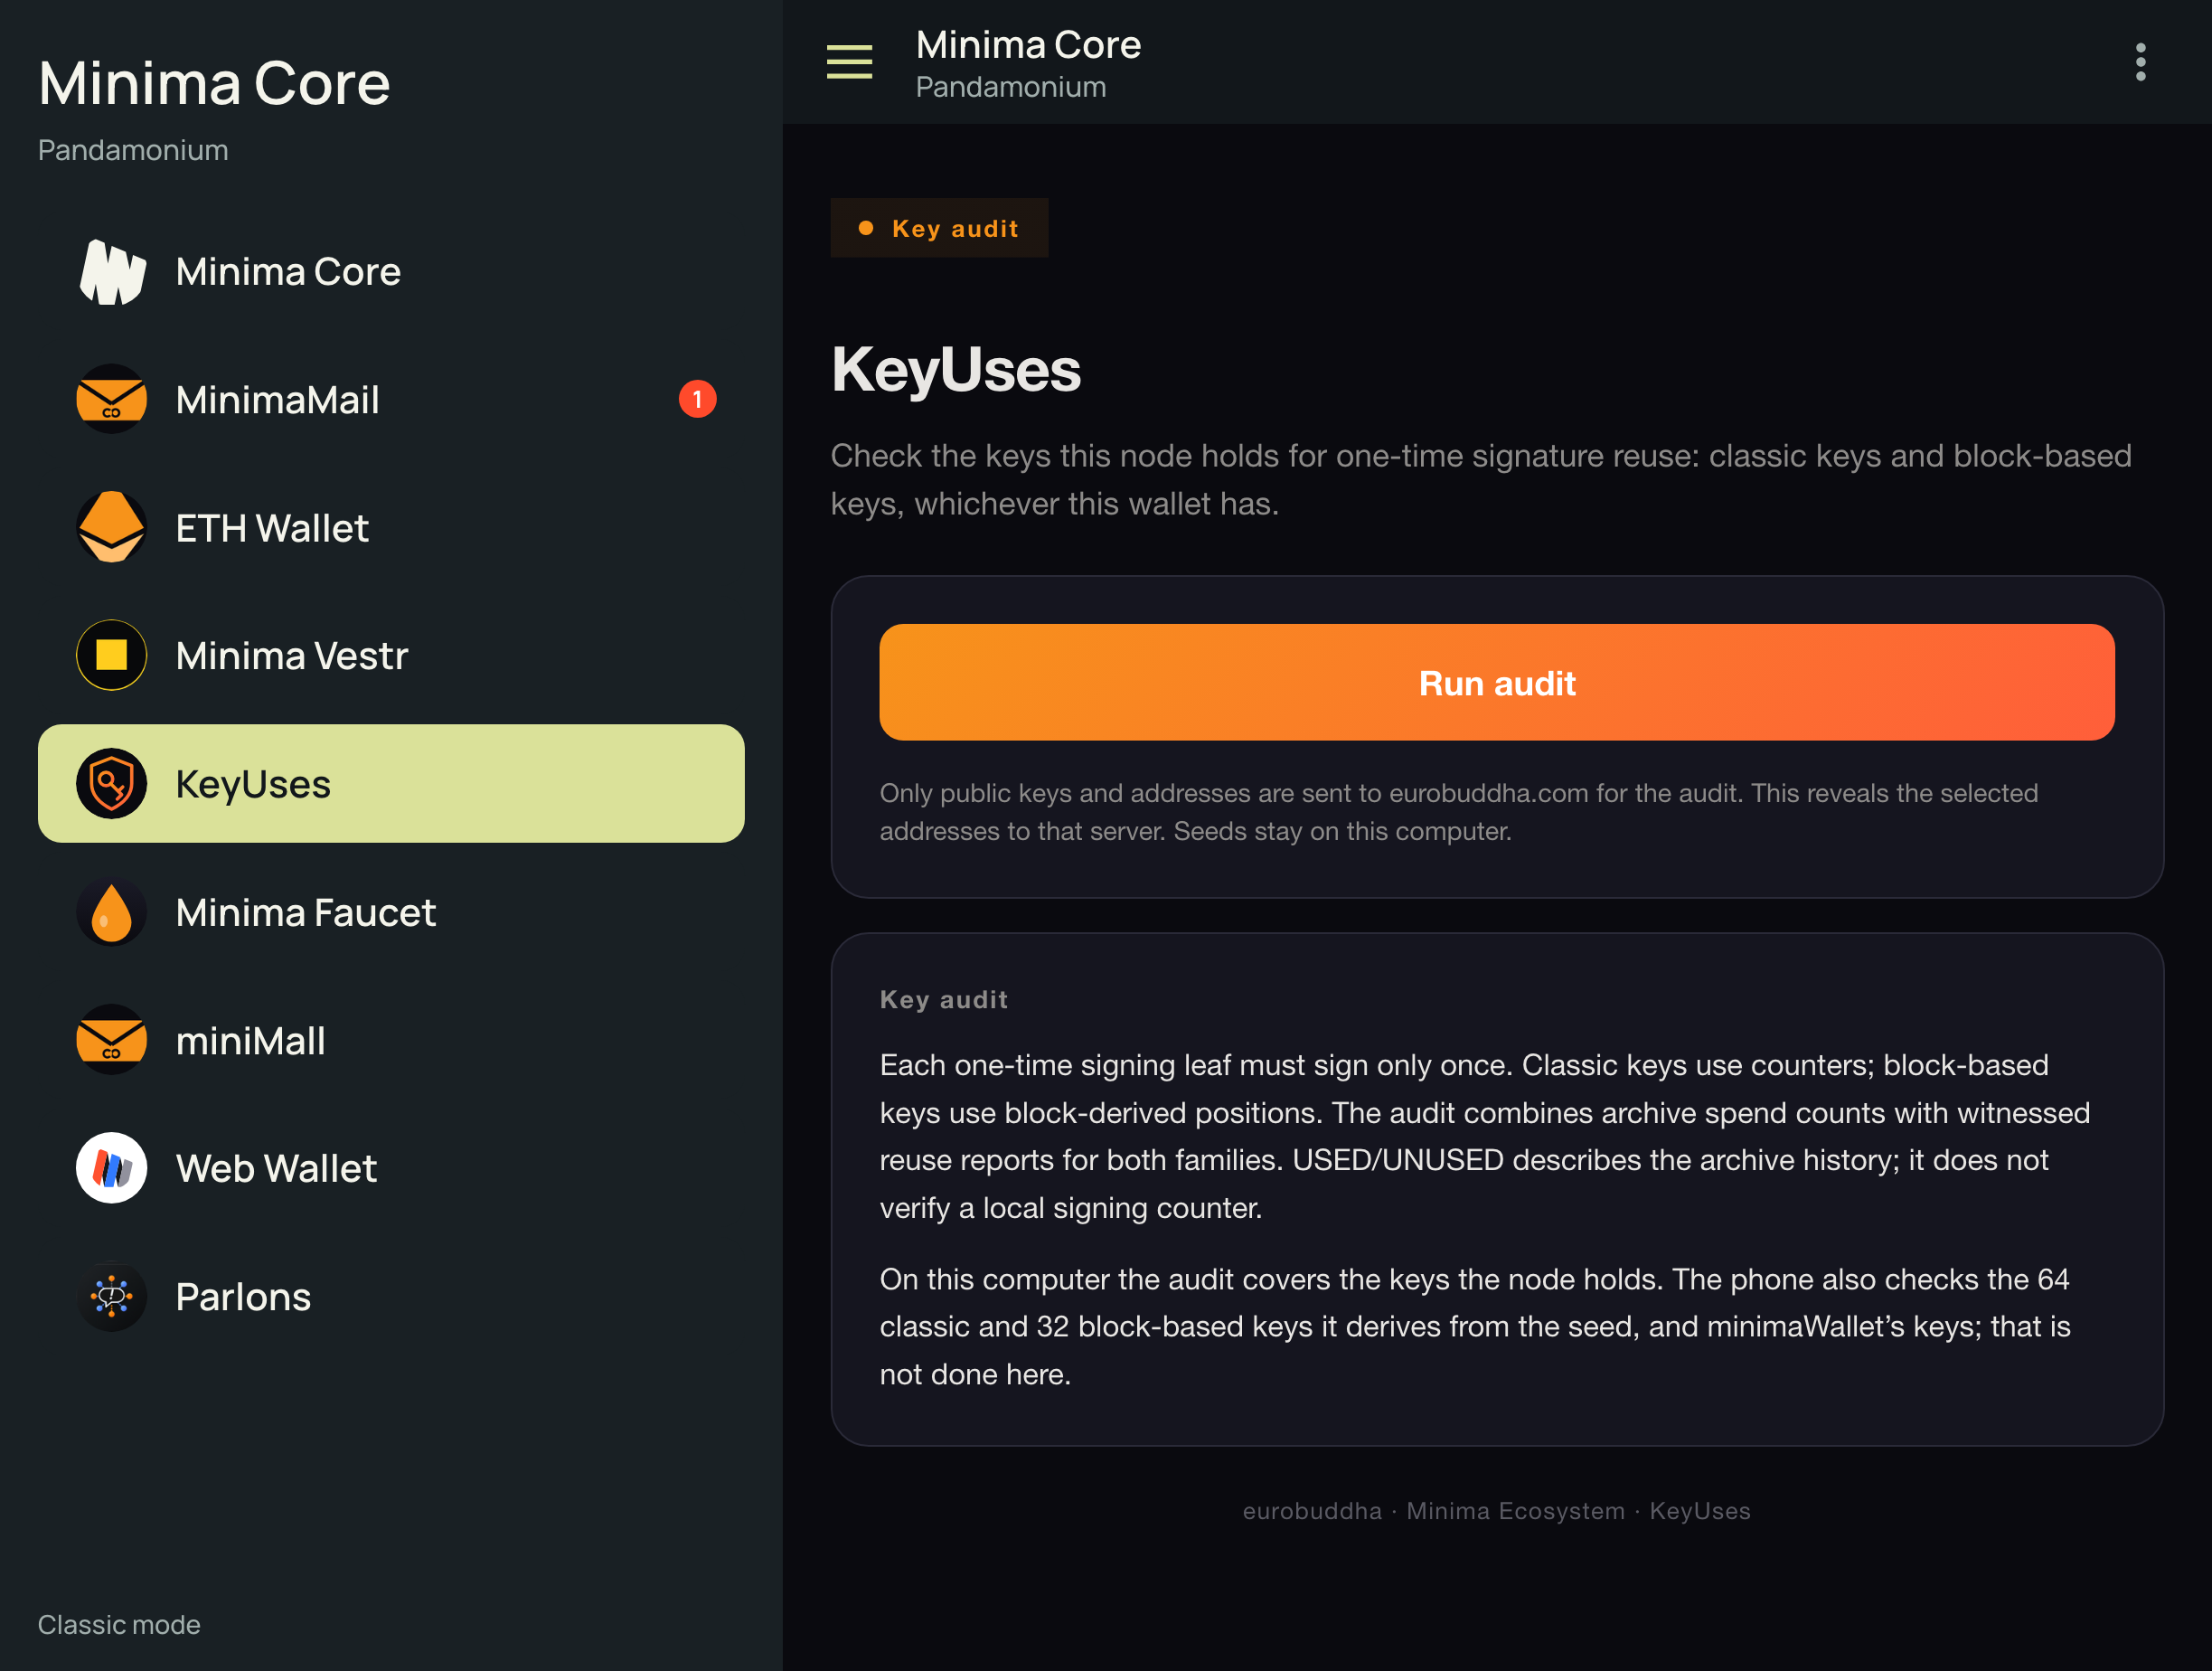 Minima Core
Pandamonium
Minima Core
MinimaMail
1
ETH Wallet
Minima Vestr
KeyUses
Minima Faucet
miniMall
Web Wallet
Parlons
Classic mode
Minima Core
Pandamonium
Key audit
KeyUses
Check the keys this node holds for one-time signature reuse: classic keys and block-based
keys, whichever this wallet has.
Run audit
Only public keys and addresses are sent to eurobuddha.com for the audit. This reveals the selected
addresses to that server. Seeds stay on this computer.
Key audit
Each one-time signing leaf must sign only once. Classic keys use counters; block-based
keys use block-derived positions. The audit combines archive spend counts with witnessed
reuse reports for both families. USED/UNUSED describes the archive history; it does not
verify a local signing counter.
On this computer the audit covers the keys the node holds. The phone also checks the 64
classic and 32 block-based keys it derives from the seed, and minimaWallet’s keys; that is
not done here.
eurobuddha · Minima Ecosystem · KeyUses